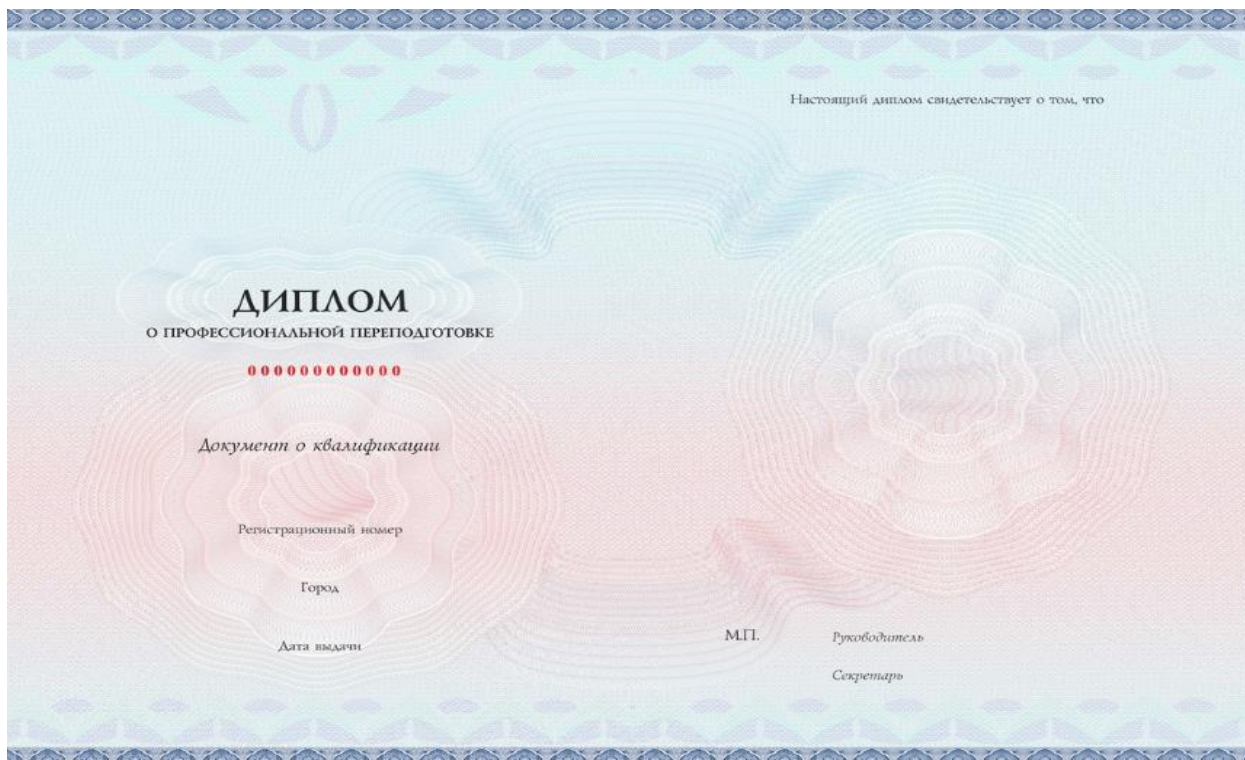 ДИПЛОМ
О ПРОФЕССИОНАЛЬНОЙ ПЕРЕПОДГОТОВКЕ
000000000000
Документ о квалификации
Регистрационный номер
Город
Дата выдачи
Настоящий диплом свидетельствует о том, что
М.П.
Руководитель
Секретарь